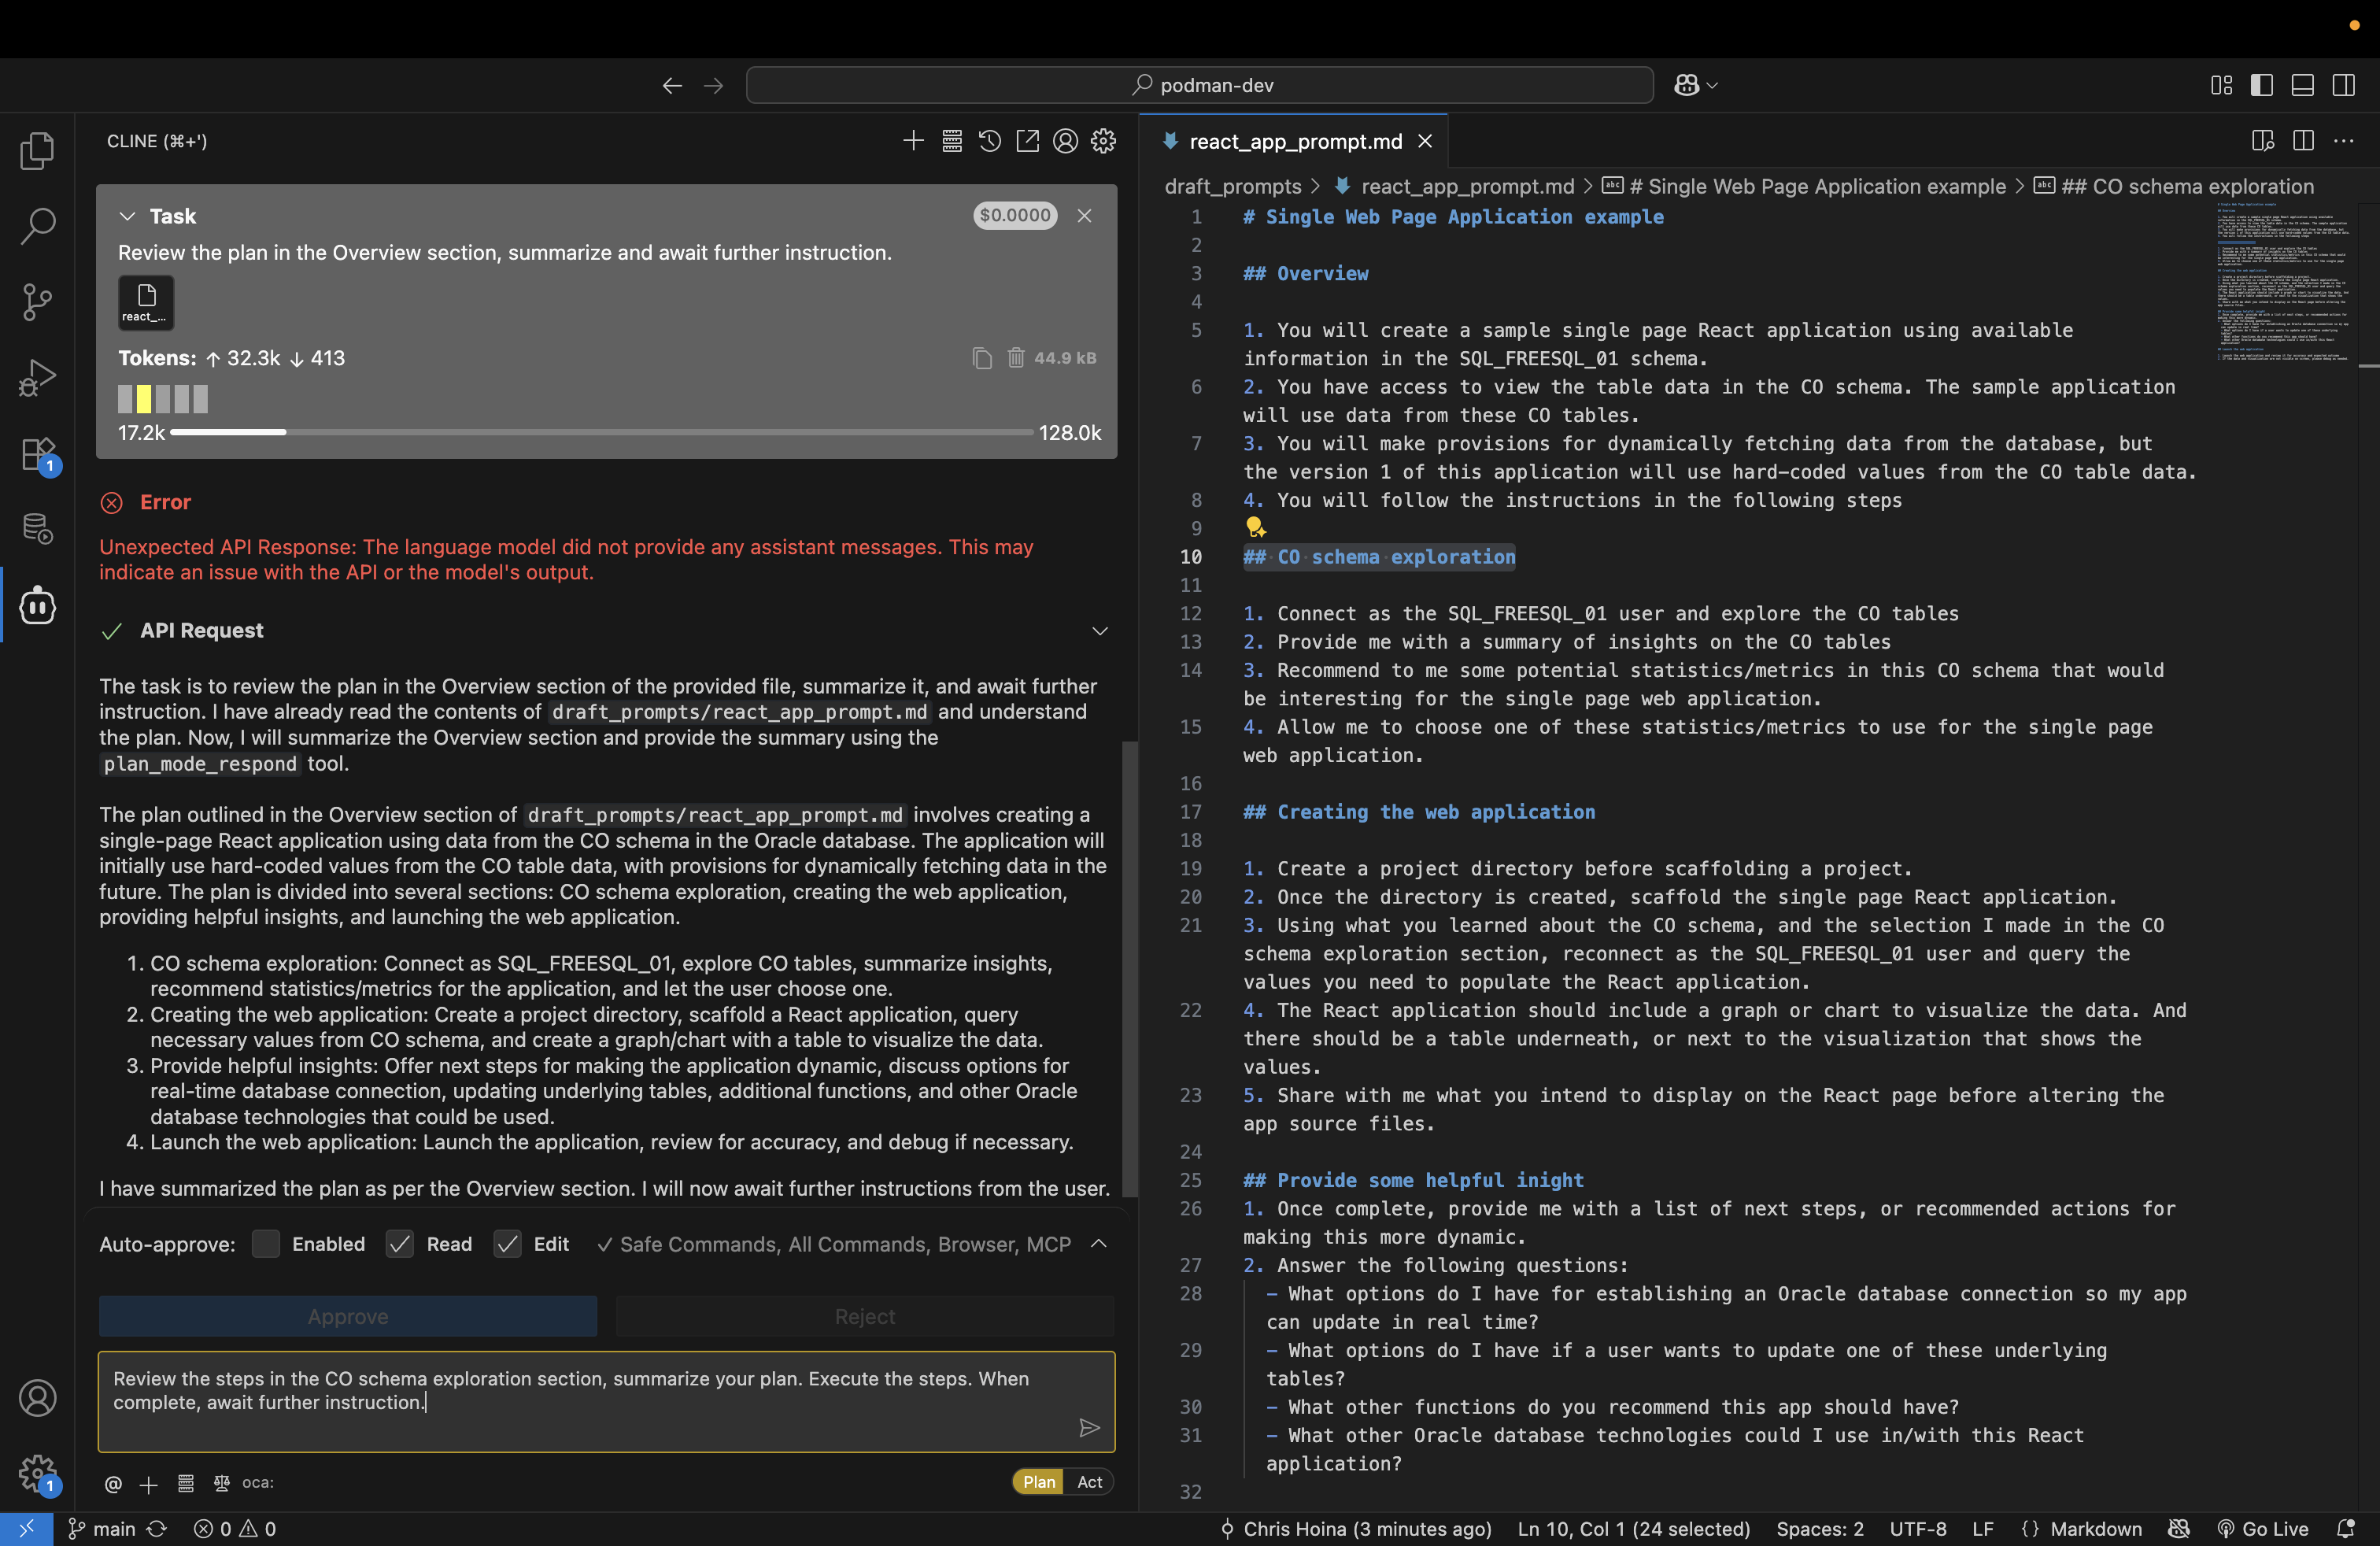 podman-dev
CLINE (⌘+')
Task
$0.0000
Review the plan in the Overview section, summarize and await further instruction.
react_...
Tokens: ↑ 32.3k ↓ 413
44.9 kB
17.2k
128.0k
Error
Unexpected API Response: The language model did not provide any assistant messages. This may
indicate an issue with the API or the model's output.
API Request
The task is to review the plan in the Overview section of the provided file, summarize it, and await further
instruction. I have already read the contents of draft_prompts/react_app_prompt.md and understand
the plan. Now, I will summarize the Overview section and provide the summary using the
plan_mode_respond tool.
The plan outlined in the Overview section of draft_prompts/react_app_prompt.md involves creating a
single-page React application using data from the CO schema in the Oracle database. The application will
initially use hard-coded values from the CO table data, with provisions for dynamically fetching data in the
future. The plan is divided into several sections: CO schema exploration, creating the web application,
providing helpful insights, and launching the web application.
1. CO schema exploration: Connect as SQL_FREESQL_01, explore CO tables, summarize insights,
recommend statistics/metrics for the application, and let the user choose one.
2. Creating the web application: Create a project directory, scaffold a React application, query
necessary values from CO schema, and create a graph/chart with a table to visualize the data.
3. Provide helpful insights: Offer next steps for making the application dynamic, discuss options for
real-time database connection, updating underlying tables, additional functions, and other Oracle
database technologies that could be used.
4. Launch the web application: Launch the application, review for accuracy, and debug if necessary.
I have summarized the plan as per the Overview section. I will now await further instructions from the user.
Auto-approve: Enabled Read Edit ✓ Safe Commands, All Commands, Browser, MCP
Approve
Reject
Review the steps in the CO schema exploration section, summarize your plan. Execute the steps. When
complete, await further instruction.
@ oca:
Plan Act
1
1
react_app_prompt.md
draft_prompts > react_app_prompt.md > # Single Web Page Application example > ## CO schema exploration
1 # Single Web Page Application example
2
3 ## Overview
4
5 1. You will create a sample single page React application using available
information in the SQL_FREESQL_01 schema.
6 2. You have access to view the table data in the CO schema. The sample application
will use data from these CO tables.
7 3. You will make provisions for dynamically fetching data from the database, but
the version 1 of this application will use hard-coded values from the CO table data.
8 4. You will follow the instructions in the following steps
9
10 ## CO schema exploration
11
12 1. Connect as the SQL_FREESQL_01 user and explore the CO tables
13 2. Provide me with a summary of insights on the CO tables
14 3. Recommend to me some potential statistics/metrics in this CO schema that would
be interesting for the single page web application.
15 4. Allow me to choose one of these statistics/metrics to use for the single page
web application.
16
17 ## Creating the web application
18
19 1. Create a project directory before scaffolding a project.
20 2. Once the directory is created, scaffold the single page React application.
21 3. Using what you learned about the CO schema, and the selection I made in the CO
schema exploration section, reconnect as the SQL_FREESQL_01 user and query the
values you need to populate the React application.
22 4. The React application should include a graph or chart to visualize the data. And
there should be a table underneath, or next to the visualization that shows the
values.
23 5. Share with me what you intend to display on the React page before altering the
app source files.
24
25 ## Provide some helpful inight
26 1. Once complete, provide me with a list of next steps, or recommended actions for
making this more dynamic.
27 2. Answer the following questions:
28 - What options do I have for establishing an Oracle database connection so my app
can update in real time?
29 - What options do I have if a user wants to update one of these underlying
tables?
30 - What other functions do you recommend this app should have?
31 - What other Oracle database technologies could I use in/with this React
application?
32
main 0 0
Chris Hoina (3 minutes ago) Ln 10, Col 1 (24 selected) Spaces: 2 UTF-8 LF {} Markdown Go Live